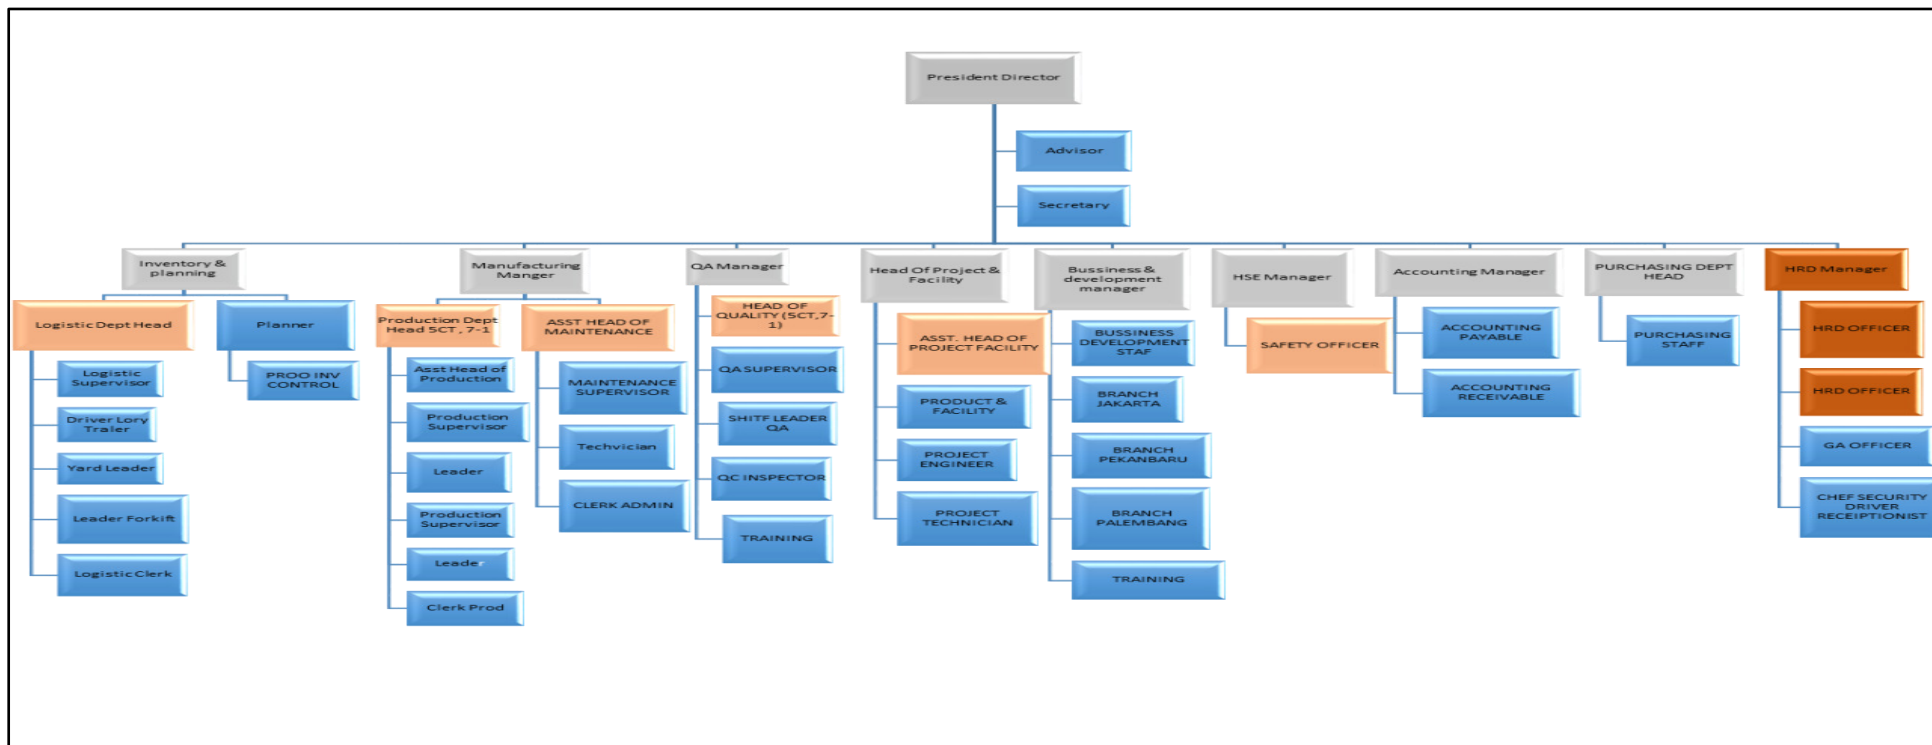 President Director
Advisor
Secretary
Inventory &
planning
Logistic Dept Head
Logistic
Supervisor
Driver Lory
Trailer
Yard Leader
Leader Forkift
Logistic Clerk
Planner
PROO INV
CONTROL
Manufacturing
Manger
Production Dept
Head 5CT , 7-1
Asst Head of
Production
Production
Supervisor
Leader
Production
Supervisor
Leader
Clerk Prod
ASST HEAD OF
MAINTENANCE
MAINTENANCE
SUPERVISOR
Techvician
CLERK ADMIN
QA Manager
HEAD OF
QUALITY (5CT,7-
1)
QA SUPERVISOR
SHITF LEADER
QA
QC INSPECTOR
TRAINING
Head Of Project &
Facility
ASST. HEAD OF
PROJECT FACILITY
PRODUCT &
FACILITY
PROJECT
ENGINEER
PROJECT
TECHNICIAN
Bussiness &
development
manager
BUSSINESS
DEVELOPMENT
STAF
BRANCH
JAKARTA
BRANCH
PEKANBARU
BRANCH
PALEMBANG
TRAINING
HSE Manager
SAFETY OFFICER
Accounting Manager
ACCOUNTING
PAYABLE
ACCOUNTING
RECEIVABLE
PURCHASING DEPT
HEAD
PURCHASING
STAFF
HRD Manager
HRD OFFICER
HRD OFFICER
GA OFFICER
CHEF SECURITY
DRIVER
RECEIPTIONIST